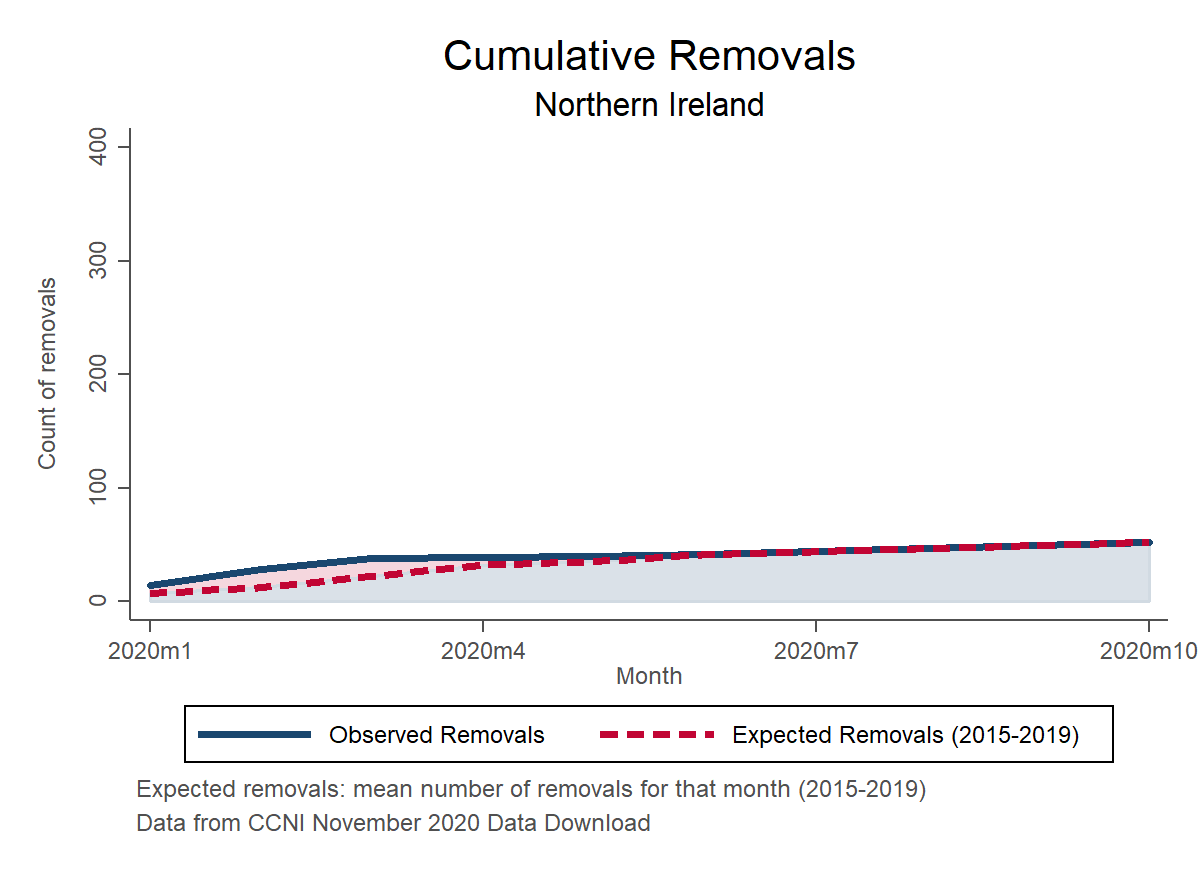 Cumulative Removals
Northern Ireland
Count of removals
400
300
200
100
0
2020m1 2020m4 2020m7 2020m10
Month
Observed Removals Expected Removals (2015-2019)
Expected removals: mean number of removals for that month (2015-2019)
Data from CCNI November 2020 Data Download